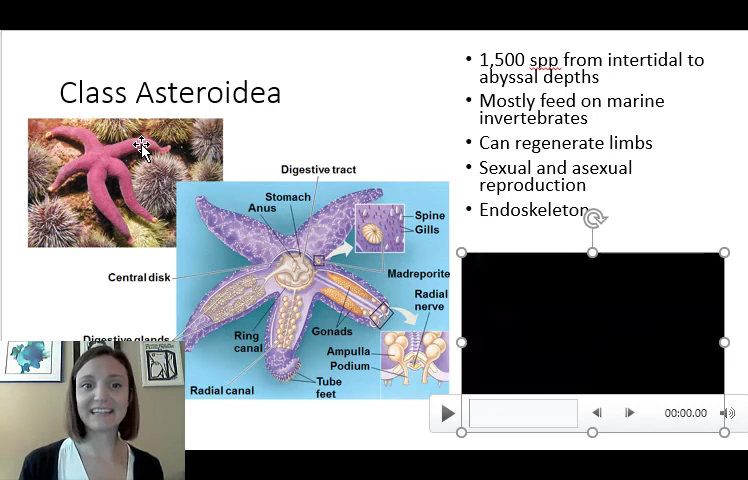 Class Asteroidea
• 1,500 spp from intertidal to
abyssal depths
• Mostly feed on marine
invertebrates
• Can regenerate limbs
• Sexual and asexual
reproduction
• Endoskeleton
Digestive tract
Stomach
Anus
Spine
Gills
Central disk
Madreporite
Radial
nerve
Digestive glands
Ring
canal
Gonads
Ampulla
Podium
Radial canal
Tube
feet
00:00.00